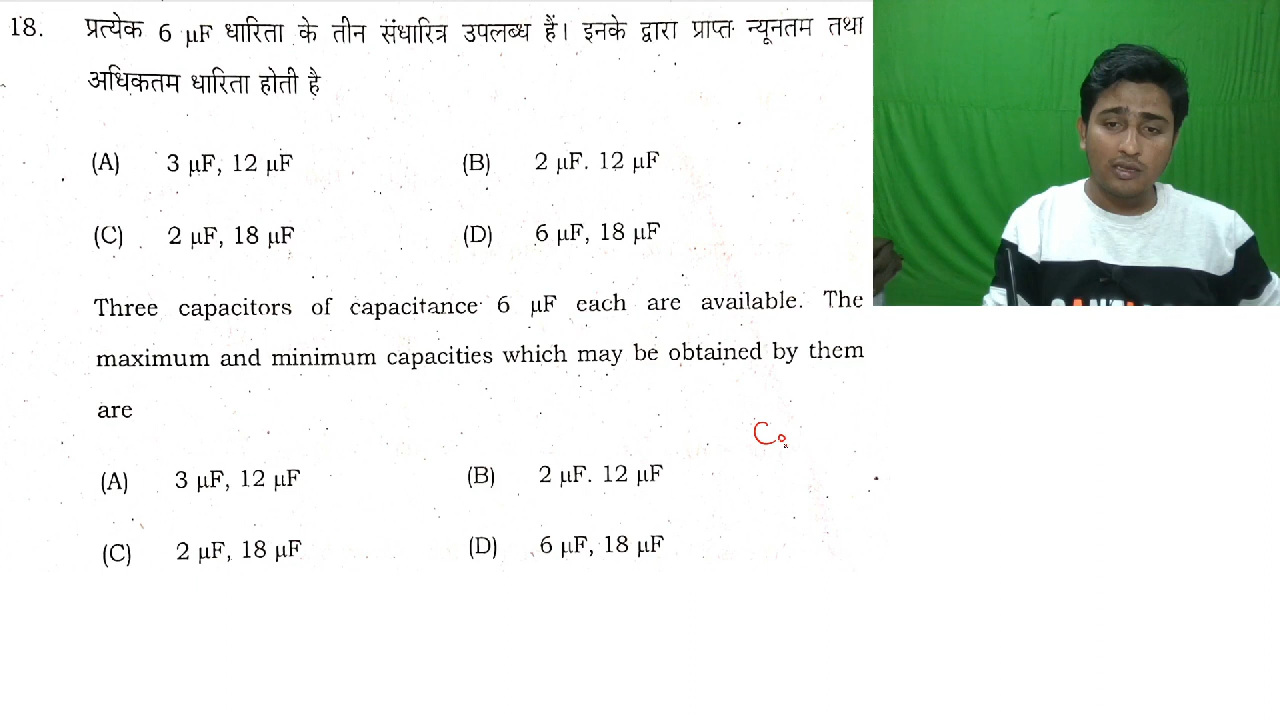 18. प्रत्येक 6 μF धारिता के तीन संधारित्र उपलब्ध हैं। इनके द्वारा प्राप्त न्यूनतम तथा
अधिकतम धारिता होती है
(A) 3 μF, 12 μF (B) 2 μF. 12 μF
(C) 2 μF, 18 μF (D) 6 μF, 18 μF
Three capacitors of capacitance 6 μF each are available. The
maximum and minimum capacities which may be obtained by them
are
Co
(A) 3 μF, 12 μF (B) 2 μF. 12 μF
(C) 2 μF, 18 μF (D) 6 μF, 18 μF